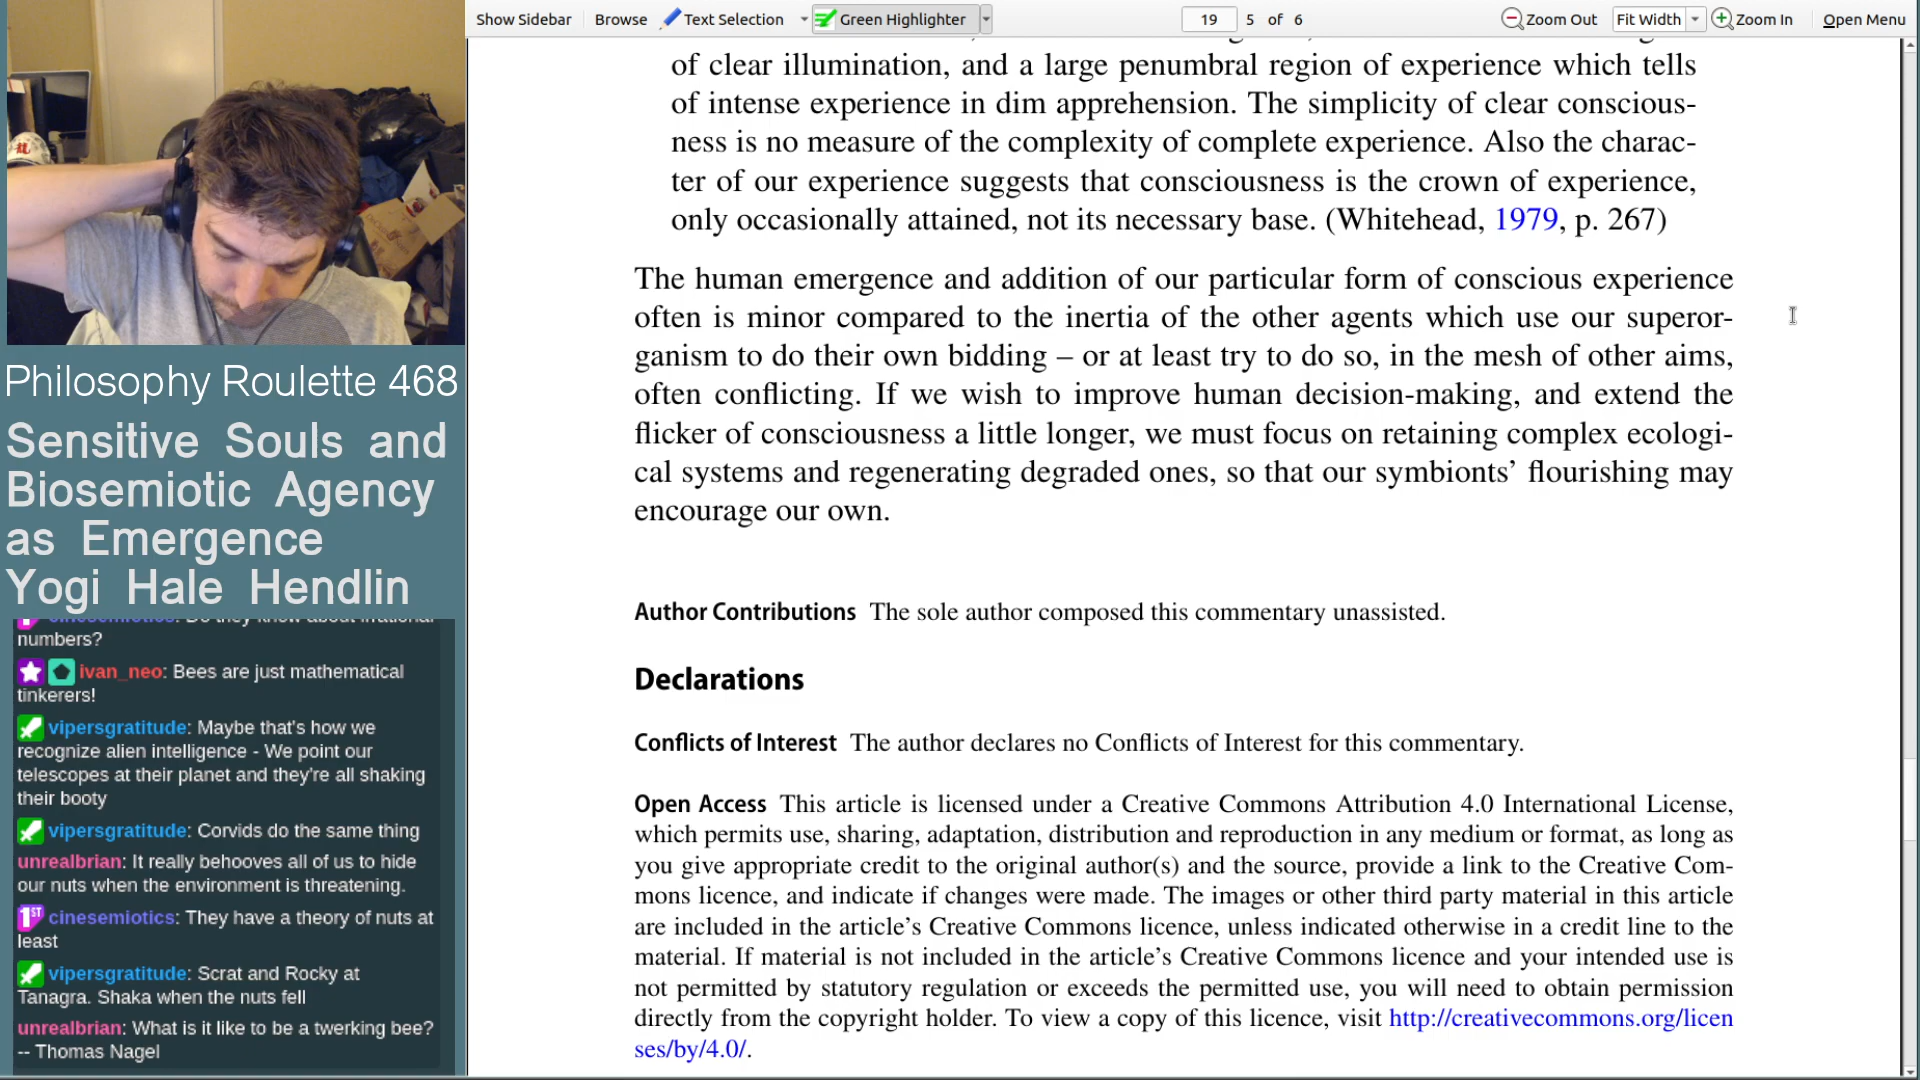 Show Sidebar Browse Text Selection Green Highlighter 19 5 of 6 Zoom Out Fit Width Zoom In Open Menu
of clear illumination, and a large penumbral region of experience which tells
of intense experience in dim apprehension. The simplicity of clear conscious-
ness is no measure of the complexity of complete experience. Also the charac-
ter of our experience suggests that consciousness is the crown of experience,
only occasionally attained, not its necessary base. (Whitehead, 1979, p. 267)
The human emergence and addition of our particular form of conscious experience
often is minor compared to the inertia of the other agents which use our superor-
ganism to do their own bidding – or at least try to do so, in the mesh of other aims,
often conflicting. If we wish to improve human decision-making, and extend the
flicker of consciousness a little longer, we must focus on retaining complex ecologi-
cal systems and regenerating degraded ones, so that our symbionts’ flourishing may
encourage our own.
Author Contributions The sole author composed this commentary unassisted.
Declarations
Conflicts of Interest The author declares no Conflicts of Interest for this commentary.
Open Access This article is licensed under a Creative Commons Attribution 4.0 International License,
which permits use, sharing, adaptation, distribution and reproduction in any medium or format, as long as
you give appropriate credit to the original author(s) and the source, provide a link to the Creative Com-
mons licence, and indicate if changes were made. The images or other third party material in this article
are included in the article’s Creative Commons licence, unless indicated otherwise in a credit line to the
material. If material is not included in the article’s Creative Commons licence and your intended use is
not permitted by statutory regulation or exceeds the permitted use, you will need to obtain permission
directly from the copyright holder. To view a copy of this licence, visit http://creativecommons.org/licen
ses/by/4.0/.
Philosophy Roulette 468
Sensitive Souls and
Biosemiotic Agency
as Emergence
Yogi Hale Hendlin
cinesemiotics: Do they know about irrational
numbers?
ivan_neo: Bees are just mathematical
tinkerers!
vipersgratitude: Maybe that's how we
recognize alien intelligence - We point our
telescopes at their planet and they're all shaking
their booty
vipersgratitude: Corvids do the same thing
unrealbrian: It really behooves all of us to hide
our nuts when the environment is threatening.
1ST cinesemiotics: They have a theory of nuts at
least
vipersgratitude: Scrat and Rocky at
Tanagra. Shaka when the nuts fell
unrealbrian: What is it like to be a twerking bee?
-- Thomas Nagel